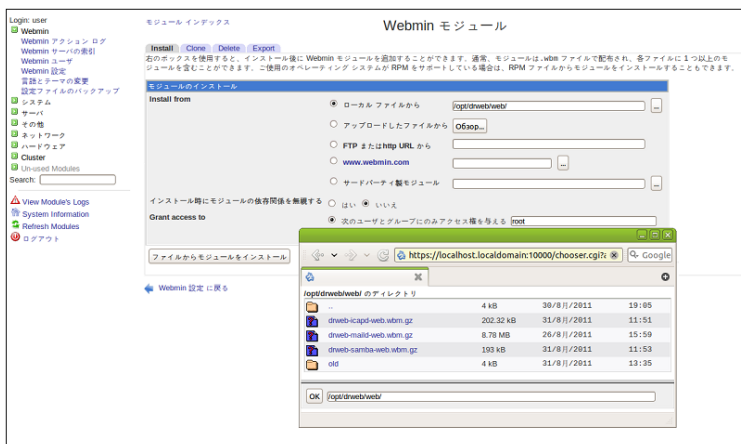 Login: user
Webmin
Webmin アクション ログ
Webmin サーバの索引
Webmin ユーザ
Webmin 設定
言語とテーマの変更
設定ファイルのバックアップ
システム
サーバ
その他
ネットワーク
ハードウェア
Cluster
Un-used Modules
Search:
View Module's Logs
System Information
Refresh Modules
ログアウト
モジュール インデックス
Webmin モジュール
Install Clone Delete Export
右のボックスを使用すると、インストール後に Webmin モジュールを追加することができます。通常、モジュールは.wbm ファイルで配布され、各ファイルに 1 つ以上のモ
ジュールを含むことができます。ご使用のオペレーティング システムが RPM をサポートしている場合は、RPM ファイルからモジュールをインストールすることもできます。
モジュールのインストール
Install from
ローカル ファイルから /opt/drweb/web/ ...
アップロードしたファイルから Обзор...
FTP または http URL から
www.webmin.com ...
サードパーティ製モジュール ...
インストール時にモジュールの依存関係を無視する はい いいえ
Grant access to 次のユーザとグループにのみアクセス権を与える root
ファイルからモジュールをインストール
Webmin 設定 に戻る
https://localhost.localdomain:10000/chooser.cgi?a Google
/opt/drweb/web/ のディレクトリ
.. 4 kB 30/8月/2011 19:05
drweb-icapd-web.wbm.gz 202.32 kB 31/8月/2011 11:51
drweb-maild-web.wbm.gz 8.78 MB 26/8月/2011 15:59
drweb-samba-web.wbm.gz 193 kB 31/8月/2011 11:53
old 4 kB 31/8月/2011 13:35
OK /opt/drweb/web/